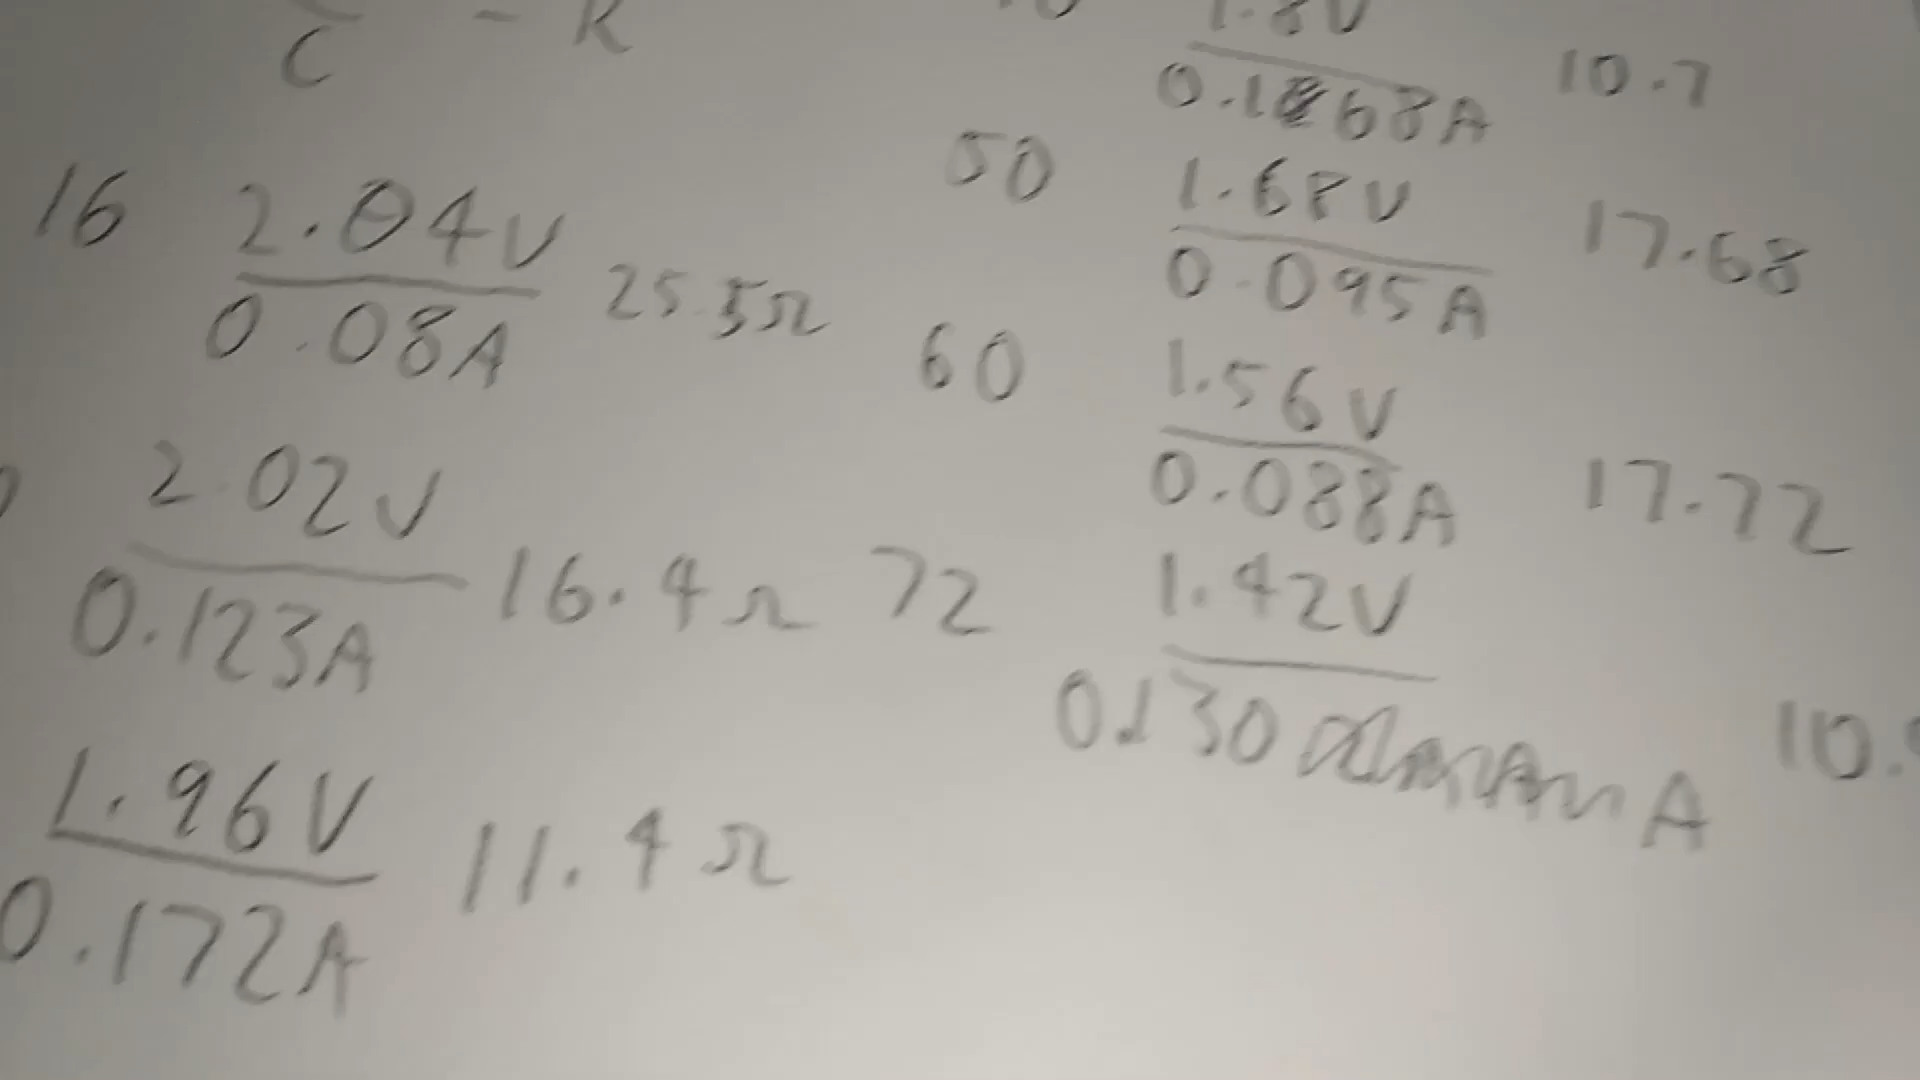 C - R
16 2.04V
0.08A 25.5Ω
2.02V
0.123A 16.4Ω
1.96V
0.172A 11.4Ω
1.8V
0.168A 10.7
50 1.68V
0.095A 17.68
60 1.56V
0.088A 17.72
72 1.42V
0.130 A 10.